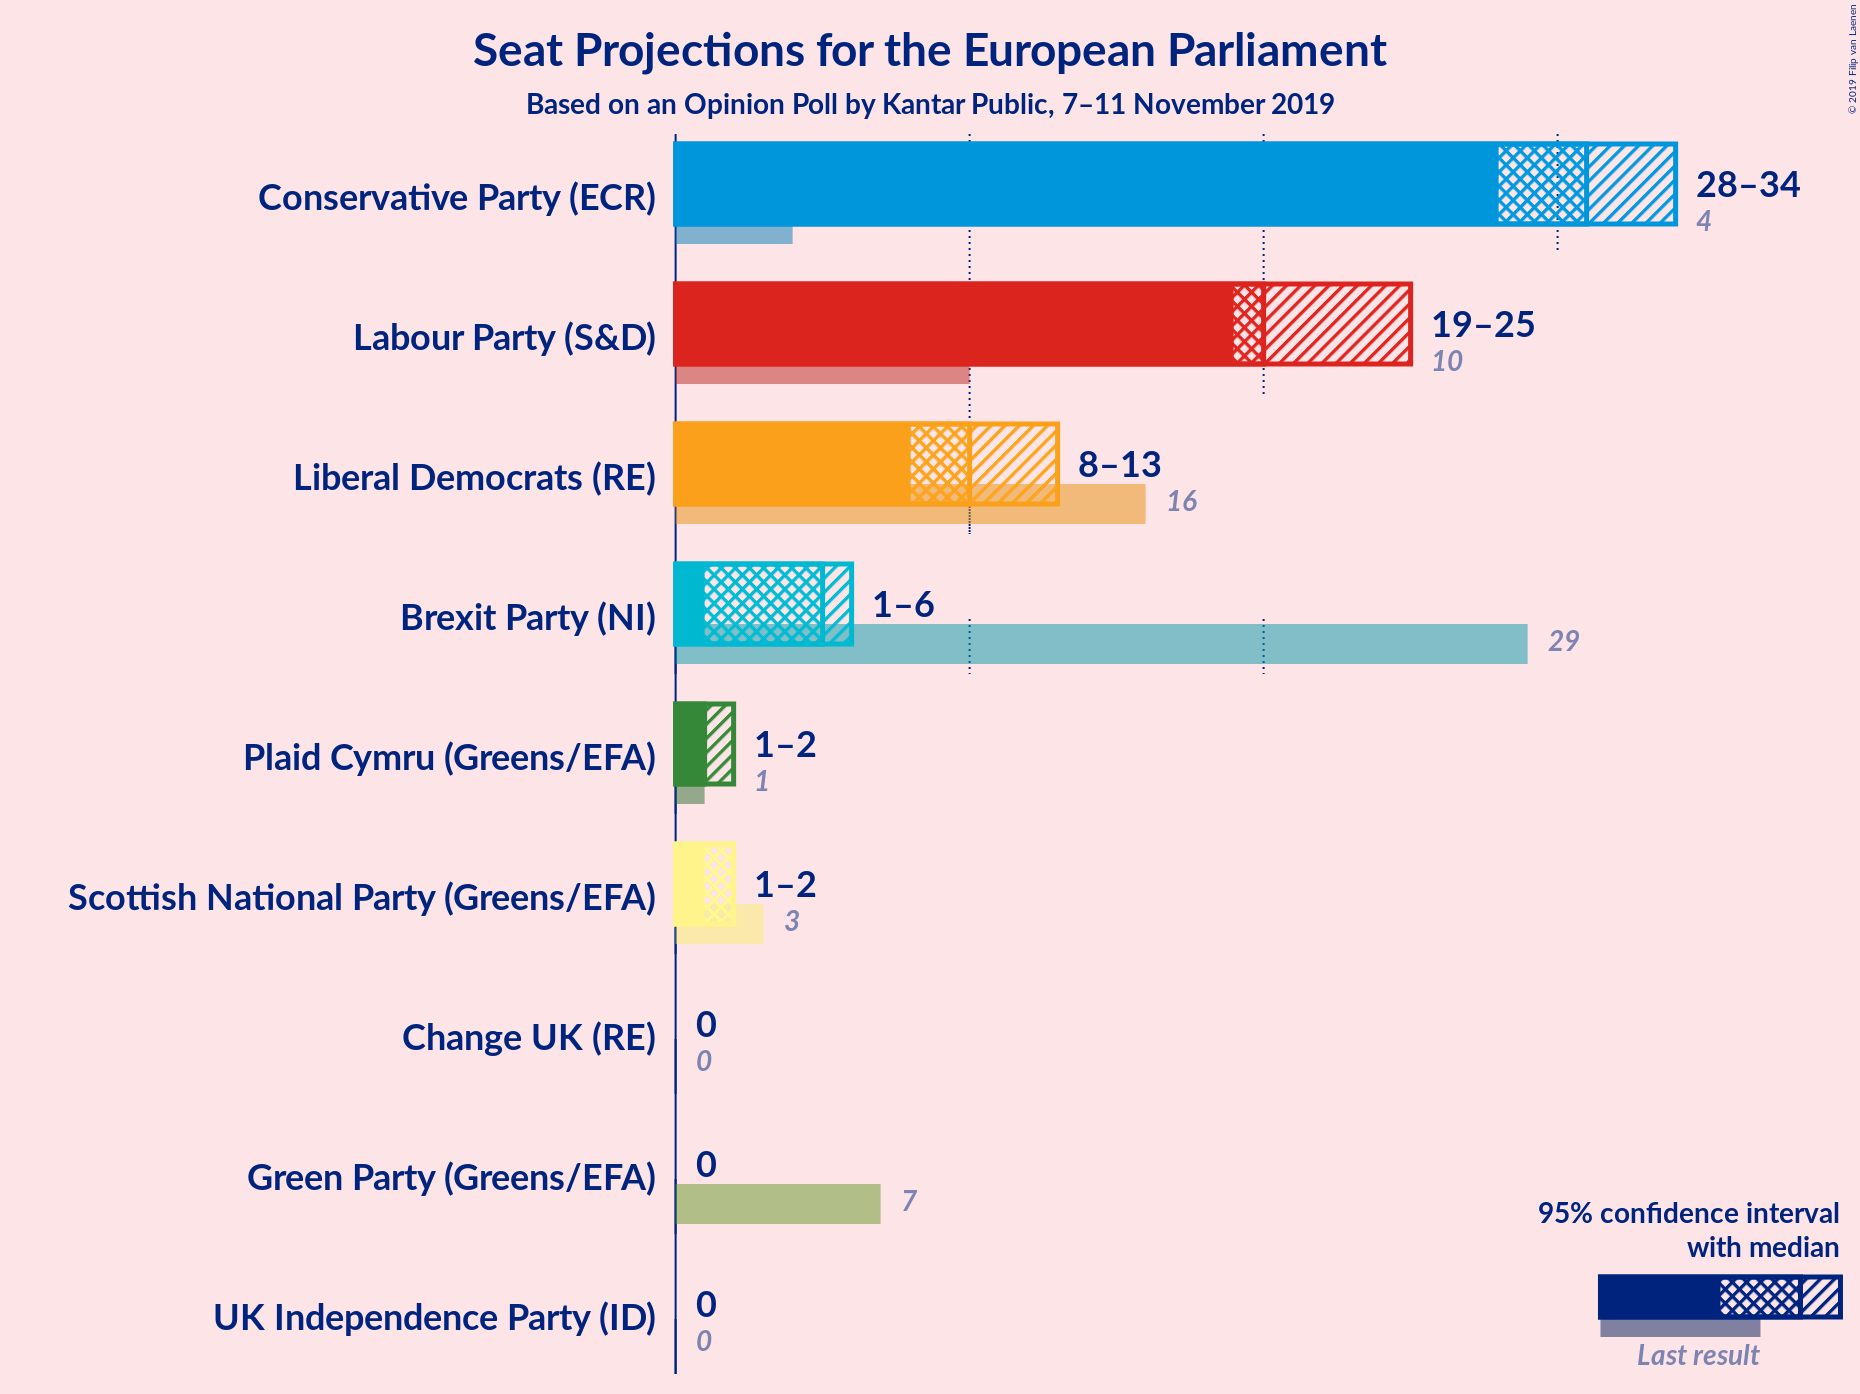 Seat Projections for the European Parliament
Based on an Opinion Poll by Kantar Public, 7–11 November 2019
© 2019 Filip van Laenen
Conservative Party (ECR)
28–34
4
Labour Party (S&D)
19–25
10
Liberal Democrats (RE)
8–13
16
Brexit Party (NI)
1–6
29
Plaid Cymru (Greens/EFA)
1–2
1
Scottish National Party (Greens/EFA)
1–2
3
Change UK (RE)
0
0
Green Party (Greens/EFA)
0
7
UK Independence Party (ID)
0
0
95% confidence interval
with median
Last result